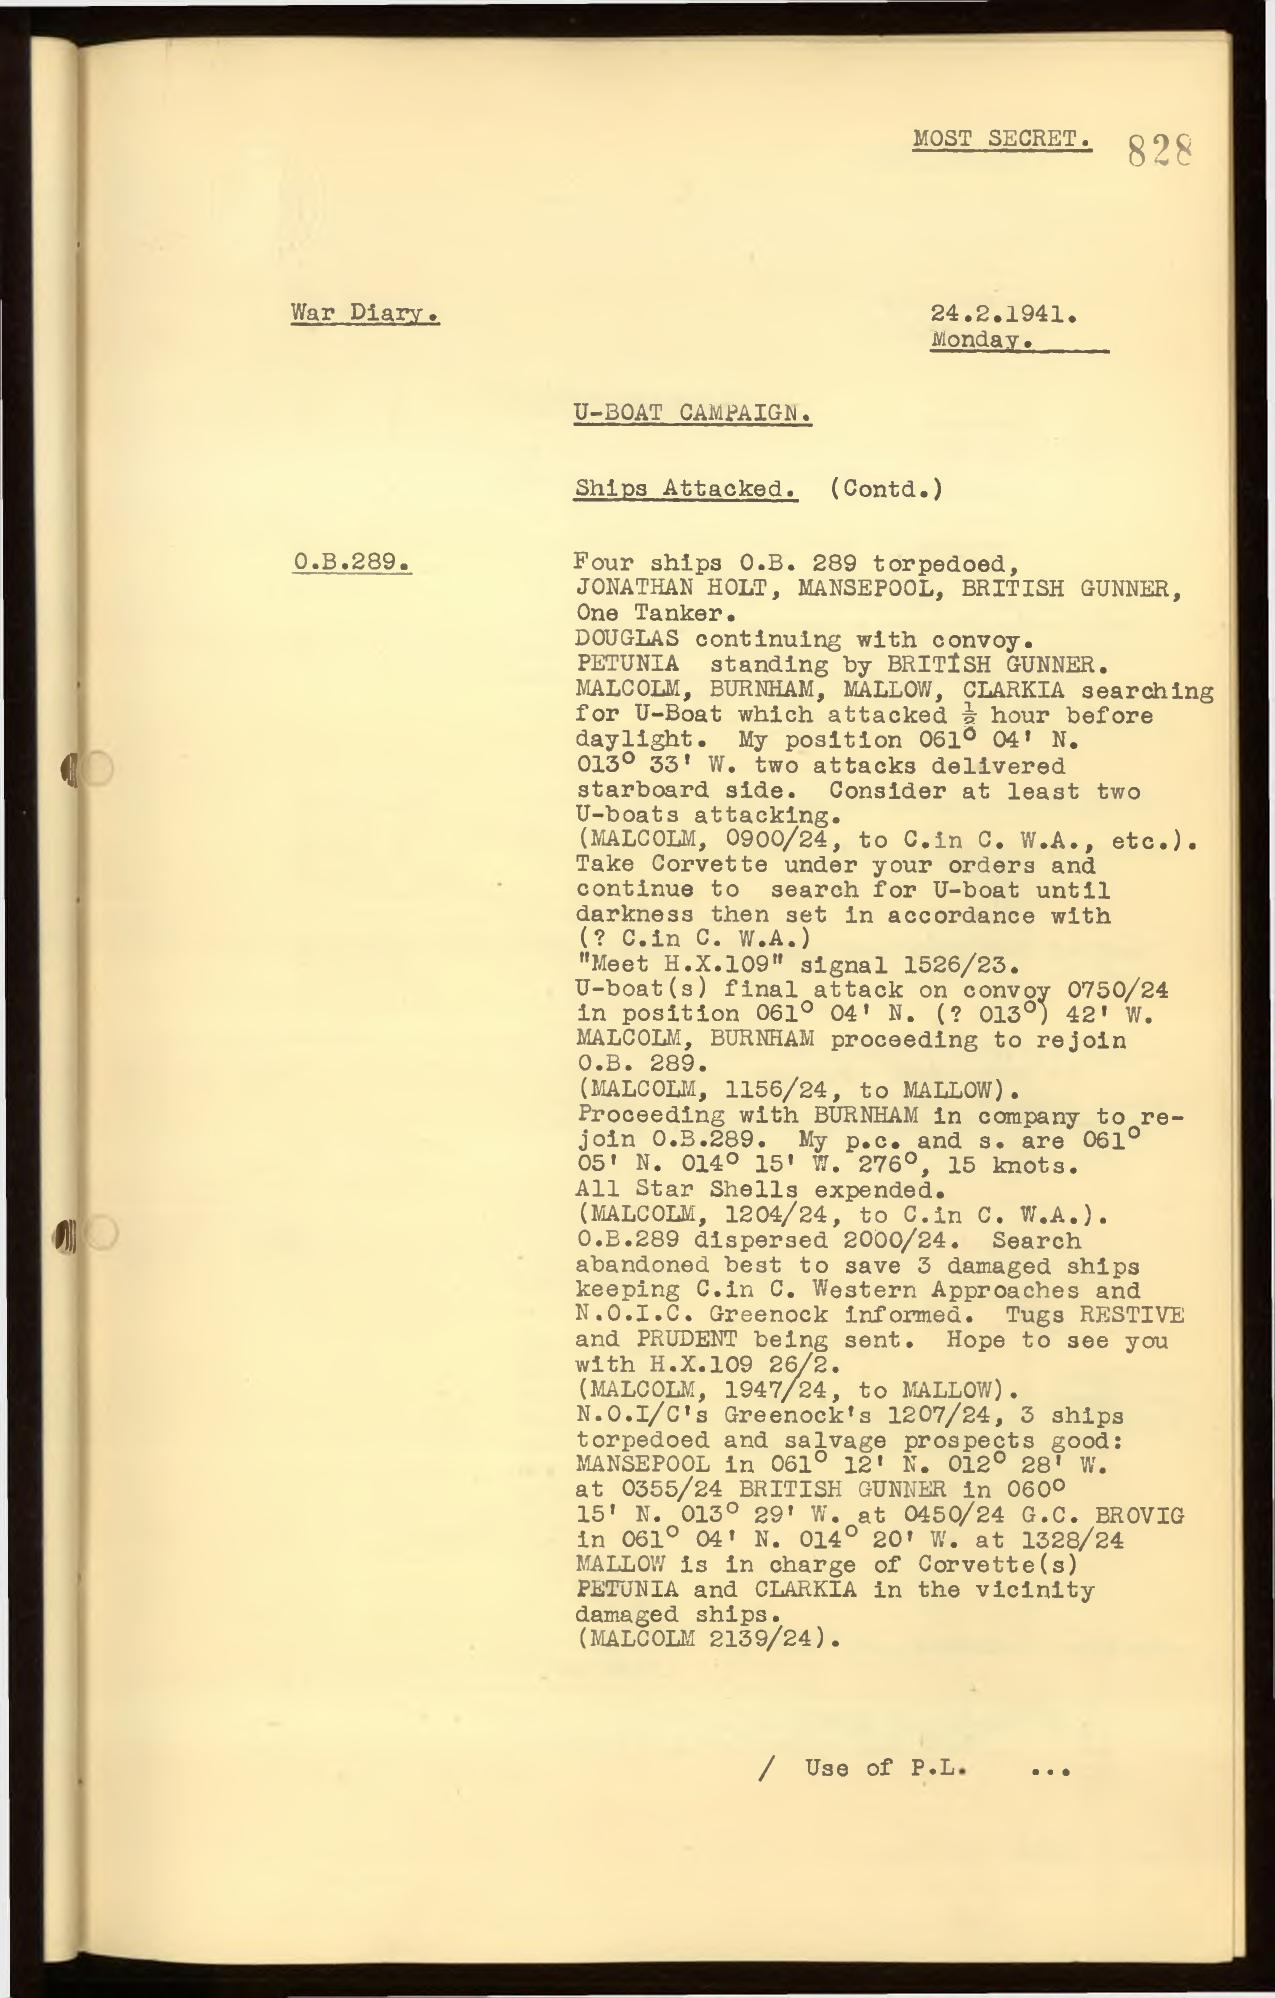 MOST SECRET. 828
War Diary. 24.2.1941.
Monday.
U-BOAT CAMPAIGN.
Ships Attacked. (Contd.)
O.B.289. Four ships O.B. 289 torpedoed,
JONATHAN HOLT, MANSEPOOL, BRITISH GUNNER,
One Tanker.
DOUGLAS continuing with convoy.
PETUNIA standing by BRITISH GUNNER.
MALCOLM, BURNHAM, MALLOW, CLARKIA searching
for U-Boat which attacked ½ hour before
daylight. My position 061° 04' N.
013° 33' W. two attacks delivered
starboard side. Consider at least two
U-boats attacking.
(MALCOLM, 0900/24, to C.in C. W.A., etc.).
Take Corvette under your orders and
continue to search for U-boat until
darkness then set in accordance with
(? C.in C. W.A.)
"Meet H.X.109" signal 1526/23.
U-boat(s) final attack on convoy 0750/24
in position 061° 04' N. (? 013°) 42' W.
MALCOLM, BURNHAM proceeding to rejoin
O.B. 289.
(MALCOLM, 1156/24, to MALLOW).
Proceeding with BURNHAM in company to re-
join O.B.289. My p.c. and s. are 061°
05' N. 014° 15' W. 276°, 15 knots.
All Star Shells expended.
(MALCOLM, 1204/24, to C.in C. W.A.).
O.B.289 dispersed 2000/24. Search
abandoned best to save 3 damaged ships
keeping C.in C. Western Approaches and
N.O.I.C. Greenock informed. Tugs RESTIVE
and PRUDENT being sent. Hope to see you
with H.X.109 26/2.
(MALCOLM, 1947/24, to MALLOW).
N.O.I/C's Greenock's 1207/24, 3 ships
torpedoed and salvage prospects good:
MANSEPOOL in 061° 12' N. 012° 28' W.
at 0355/24 BRITISH GUNNER in 060°
15' N. 013° 29' W. at 0450/24 G.C. BROVIG
in 061° 04' N. 014° 20' W. at 1328/24
MALLOW is in charge of Corvette(s)
PETUNIA and CLARKIA in the vicinity
damaged ships.
(MALCOLM 2139/24).
/ Use of P.L. ...